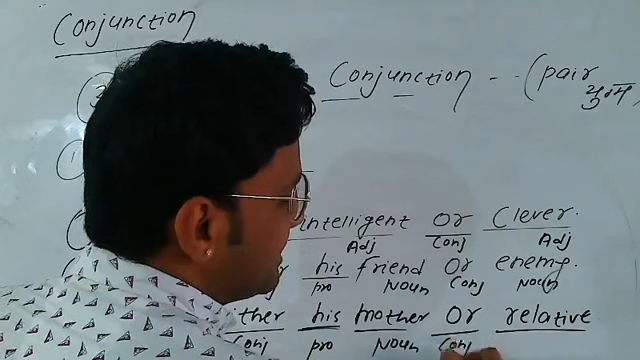 Conjunction
Conjunction - - (pair
युग्म,
intelligent or Clever.
Adj Conj Adj
his friend or enemy.
pro Noun Conj Noun
ither his mother or relative
Conj pro Noun Conj